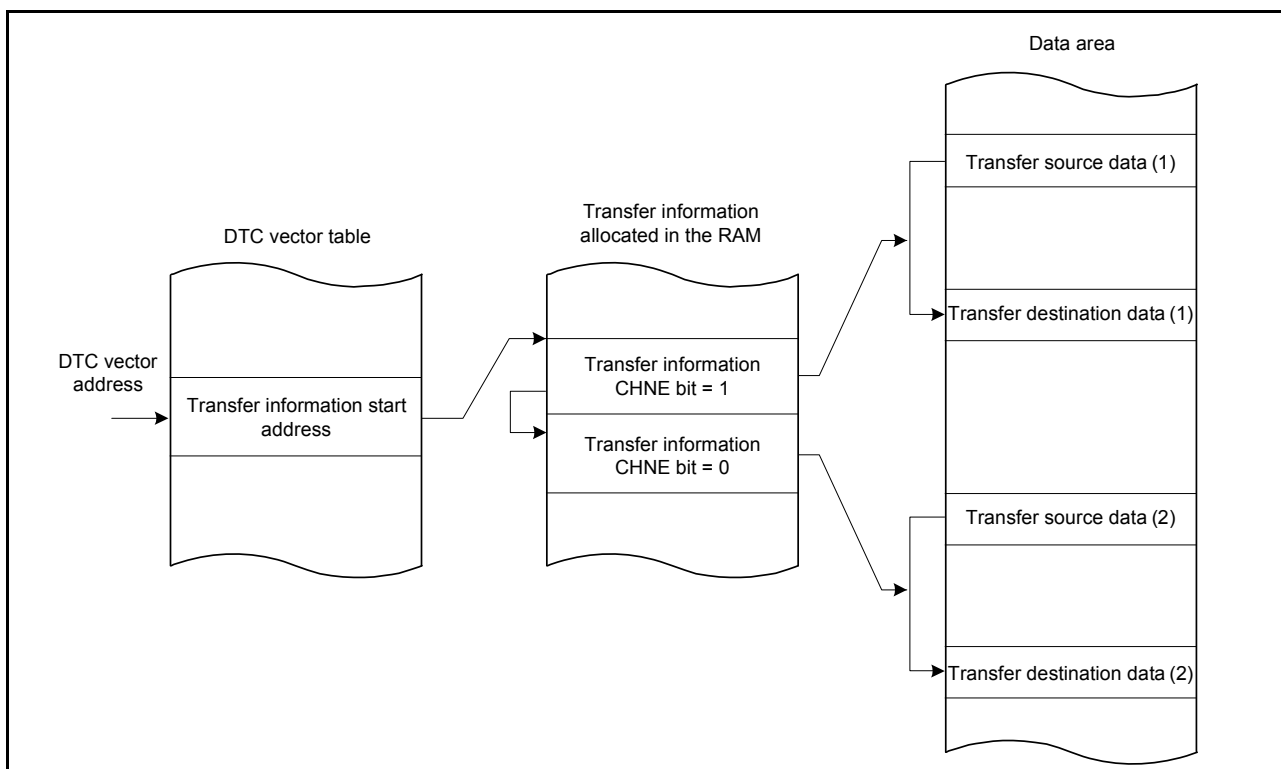 Data area
Transfer source data (1)
Transfer information
allocated in the RAM
DTC vector table
Transfer destination data (1)
DTC vector
address
Transfer information
CHNE bit = 1
Transfer information start
address
Transfer information
CHNE bit = 0
Transfer source data (2)
Transfer destination data (2)